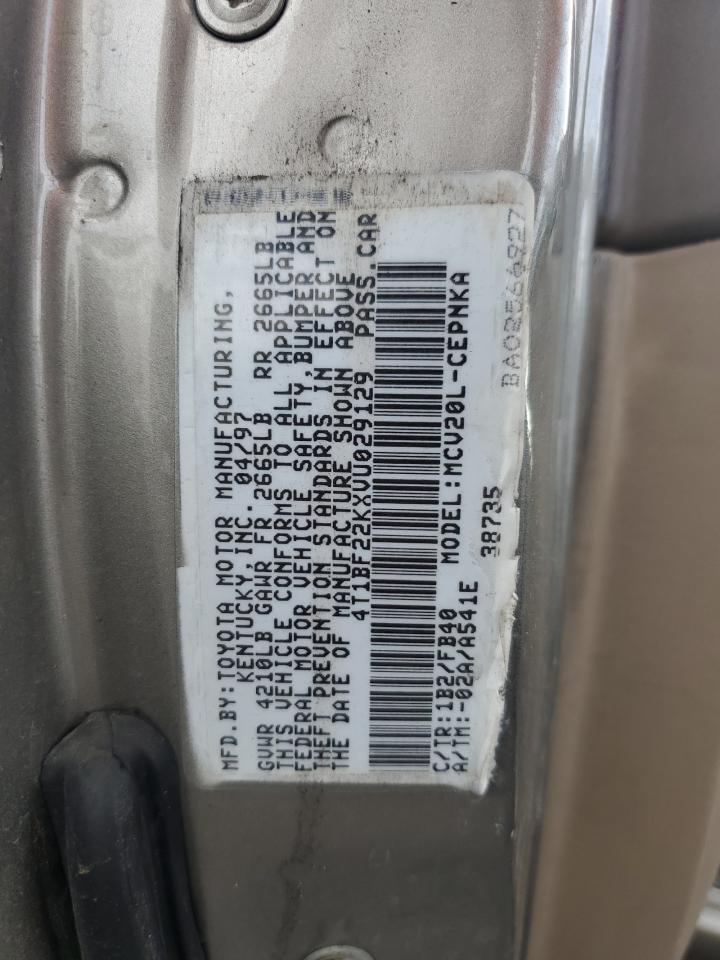 MFD.BY:TOYOTA MOTOR MANUFACTURING,
KENTUCKY,INC. 04/97
GVWR 4210LB GAWR FR 2665LB RR 2665LB
THIS VEHICLE CONFORMS TO ALL APPLICABLE
FEDERAL MOTOR VEHICLE SAFETY,BUMPER AND
THEFT PREVENTION STANDARDS IN EFFECT ON
THE DATE OF MANUFACTURE SHOWN ABOVE
4T1BF22KXVU029129 PASS.CAR
MODEL:MCV20L-CEPNKA
C/TR:1B2/FB40
A/TM:-02A/A541E 38735